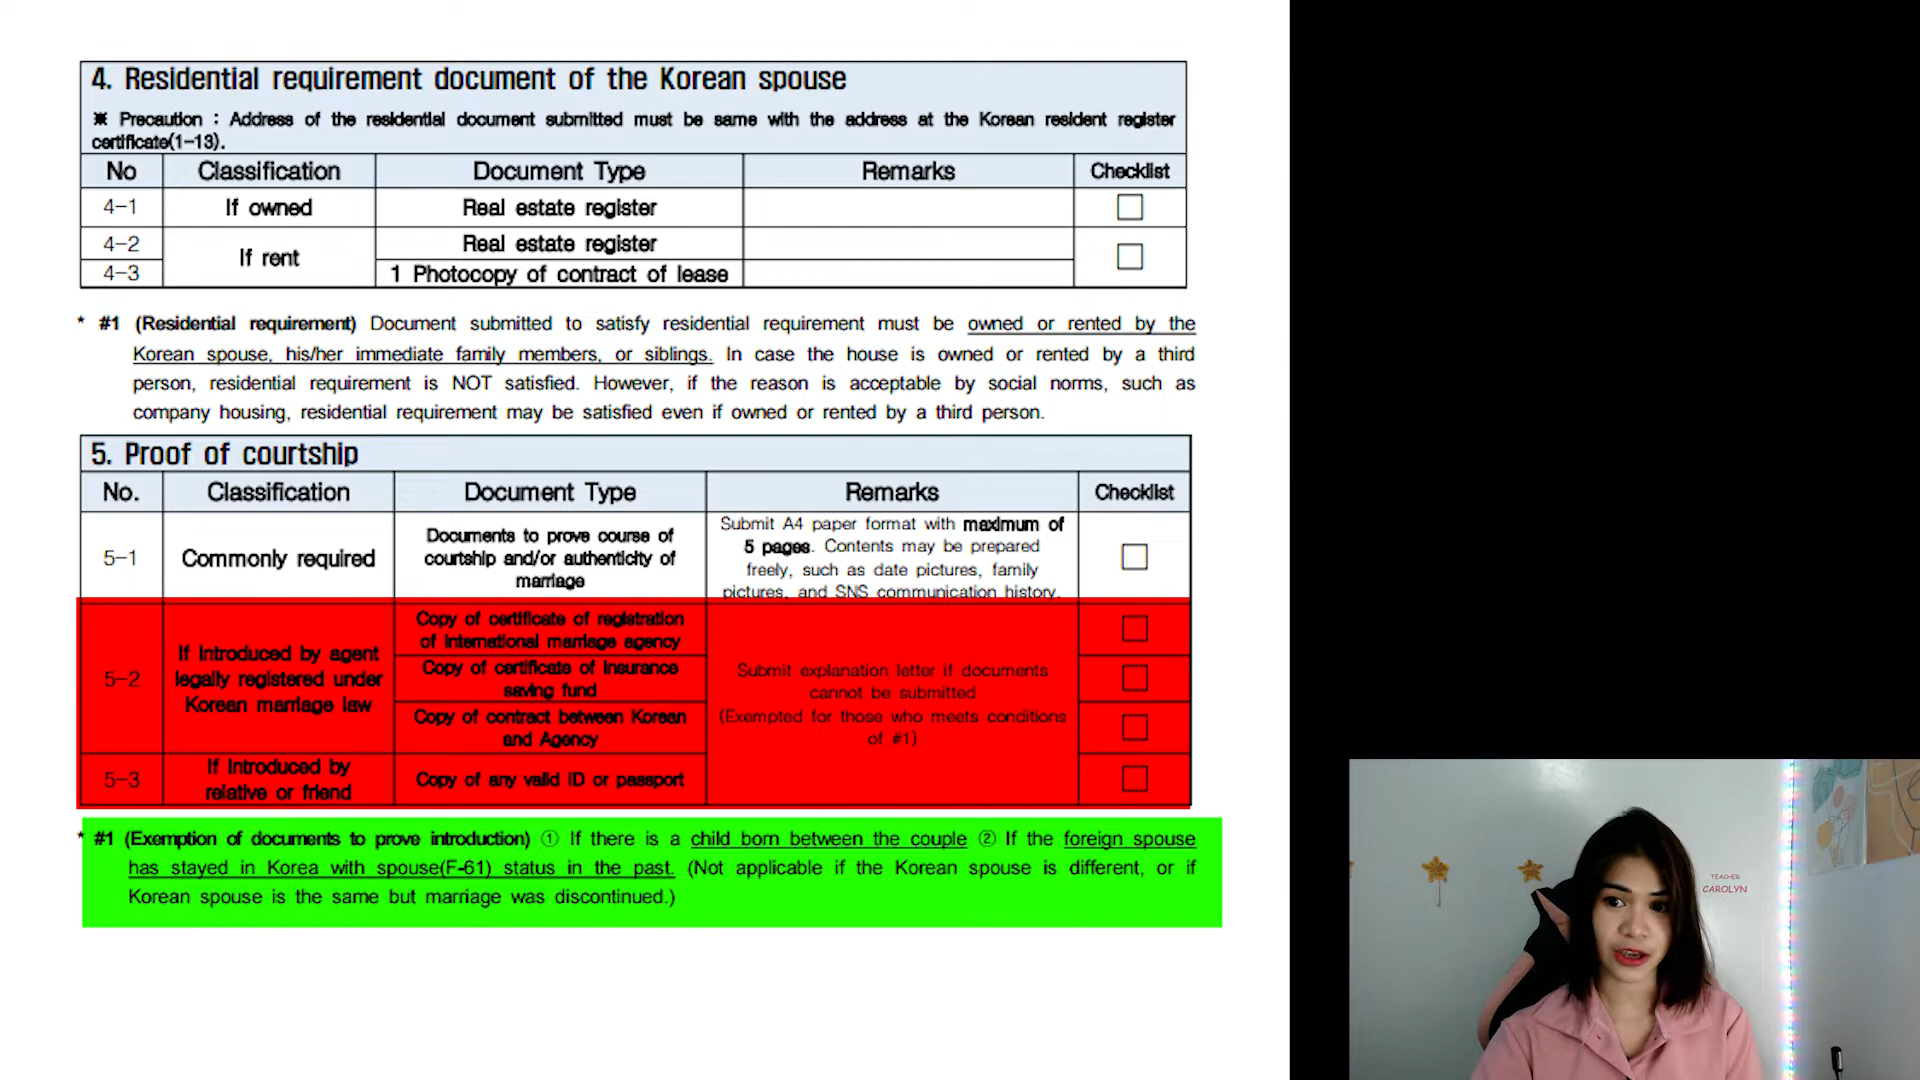 4. Residential requirement document of the Korean spouse
※ Precaution : Address of the residential document submitted must be same with the address at the Korean resident register
certificate(1-13).
No Classification Document Type Remarks Checklist
4-1 If owned Real estate register □
4-2 If rent Real estate register □
4-3 1 Photocopy of contract of lease
* #1 (Residential requirement) Document submitted to satisfy residential requirement must be owned or rented by the
Korean spouse, his/her immediate family members, or siblings. In case the house is owned or rented by a third
person, residential requirement is NOT satisfied. However, if the reason is acceptable by social norms, such as
company housing, residential requirement may be satisfied even if owned or rented by a third person.
5. Proof of courtship
No. Classification Document Type Remarks Checklist
5-1 Commonly required
Documents to prove course of
courtship and/or authenticity of
marriage
Submit A4 paper format with maximum of
5 pages. Contents may be prepared
freely, such as date pictures, family
pictures, and SNS communication history.
□
5-2
If Introduced by agent
legally registered under
Korean marriage law
Copy of certificate of registration
of international marriage agency
□
Copy of certificate of insurance
saving fund
□
Copy of contract between Korean
and Agency
□
Submit explanation letter if documents
cannot be submitted
(Exempted for those who meets conditions
of #1)
5-3
If Introduced by
relative or friend
Copy of any valid ID or passport
□
* #1 (Exemption of documents to prove introduction) ① If there is a child born between the couple ② If the foreign spouse
has stayed in Korea with spouse(F-61) status in the past. (Not applicable if the Korean spouse is different, or if
Korean spouse is the same but marriage was discontinued.)
TEACHER
CAROLYN